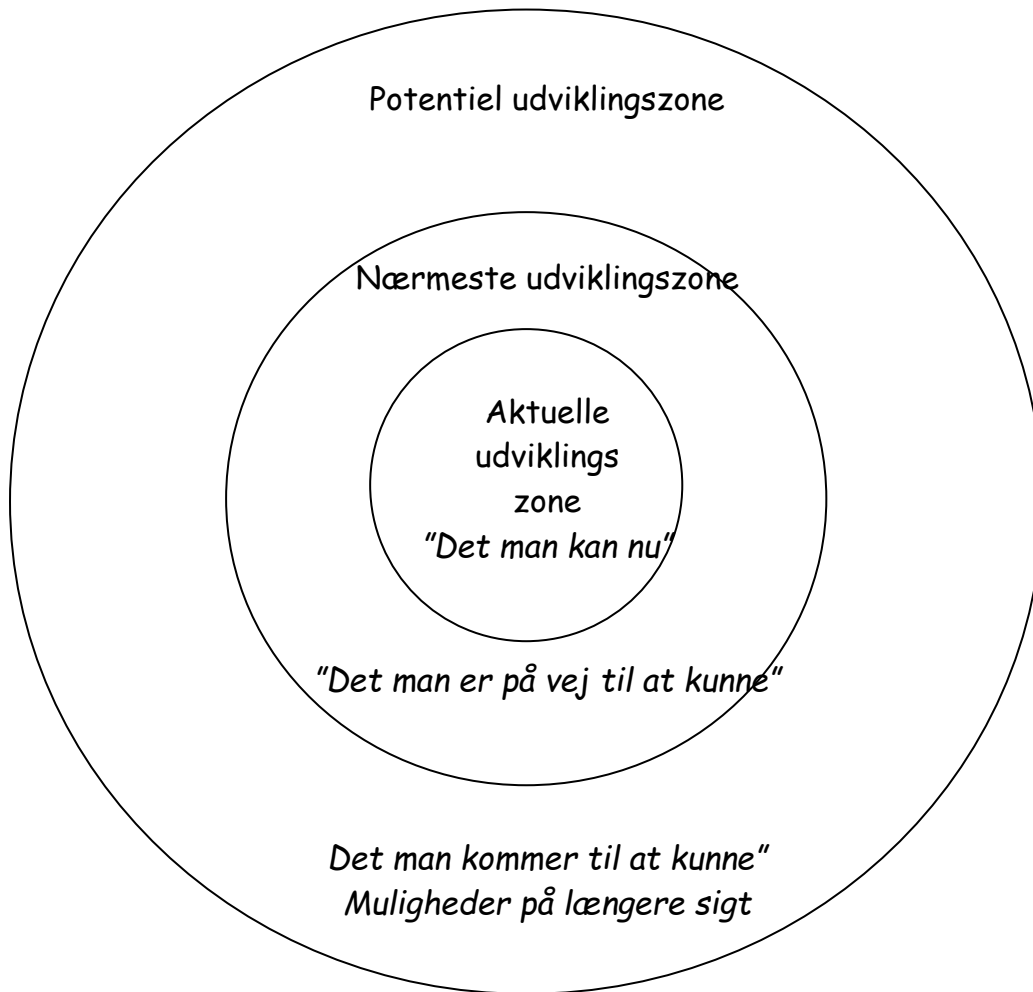 Potentiel udviklingszone
Nærmeste udviklingszone
Aktuelle
udviklings
zone
”Det man kan nu”
”Det man er på vej til at kunne”
Det man kommer til at kunne”
Muligheder på længere sigt